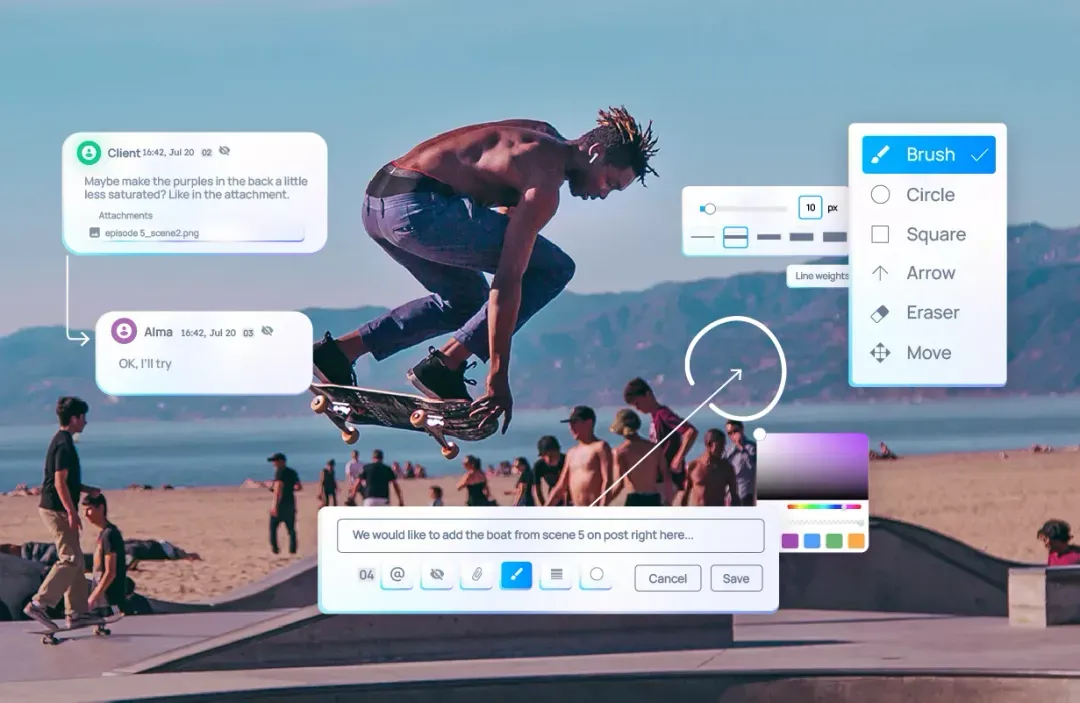 Client 16:42, Jul 20 02
Maybe make the purples in the back a little
less saturated? Like in the attachment.
Attachments
episode 5_scene2.png
Alma 16:42, Jul 20 03
OK, I'll try
10 px
Line weights
Brush
Circle
Square
Arrow
Eraser
Move
We would like to add the boat from scene 5 on post right here...
04 @ Cancel Save